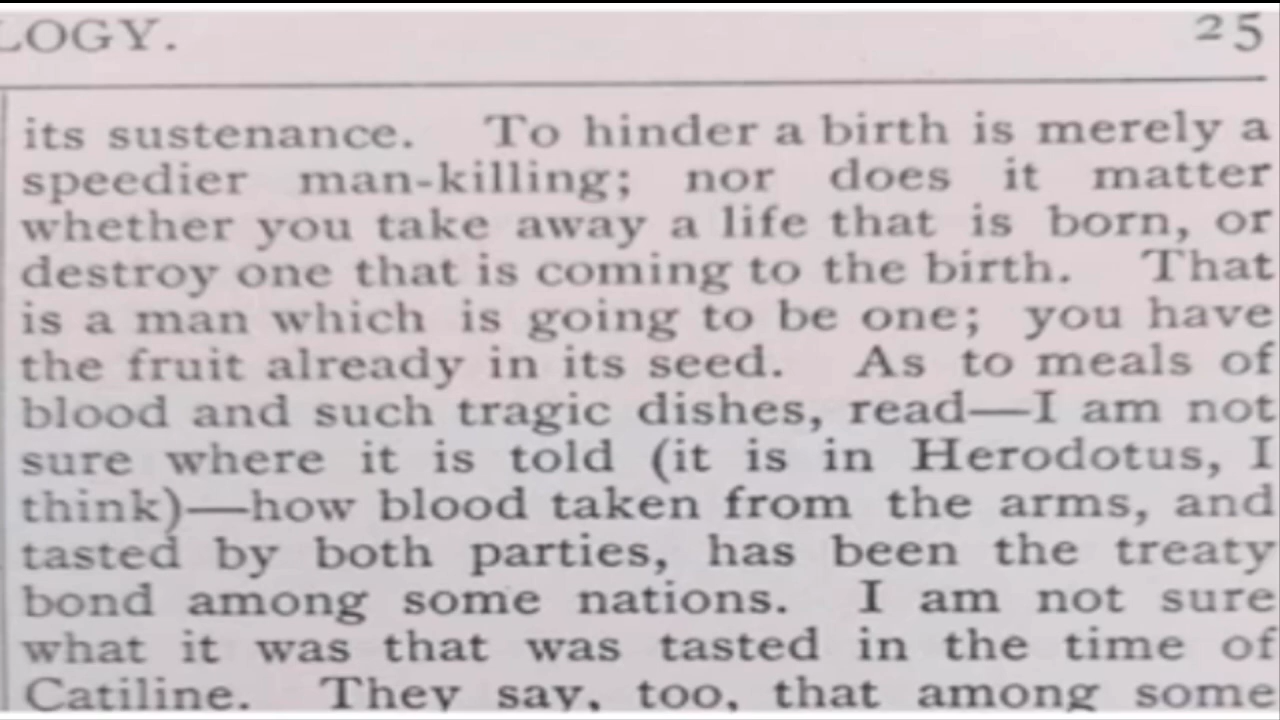 LOGY. 25
its sustenance. To hinder a birth is merely a
speedier man-killing; nor does it matter
whether you take away a life that is born, or
destroy one that is coming to the birth. That
is a man which is going to be one; you have
the fruit already in its seed. As to meals of
blood and such tragic dishes, read—I am not
sure where it is told (it is in Herodotus, I
think)—how blood taken from the arms, and
tasted by both parties, has been the treaty
bond among some nations. I am not sure
what it was that was tasted in the time of
Catiline. They say, too, that among some